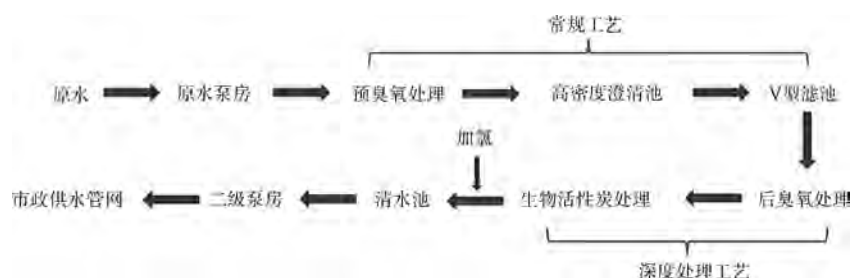 常规工艺
原水 原水泵房 预臭氧处理 高密度澄清池 V型滤池
加氯
市政供水管网 二级泵房 清水池 生物活性炭处理 后臭氧处理
深度处理工艺